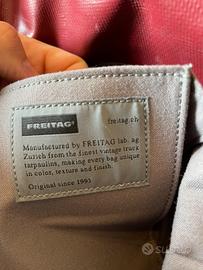 FREITAG
freitag.ch
Manufactured by FREITAG lab. ag
Zurich from the finest vintage truck
tarpaulins, making every bag unique
in color, texture and finish.
Original since 1993
subito